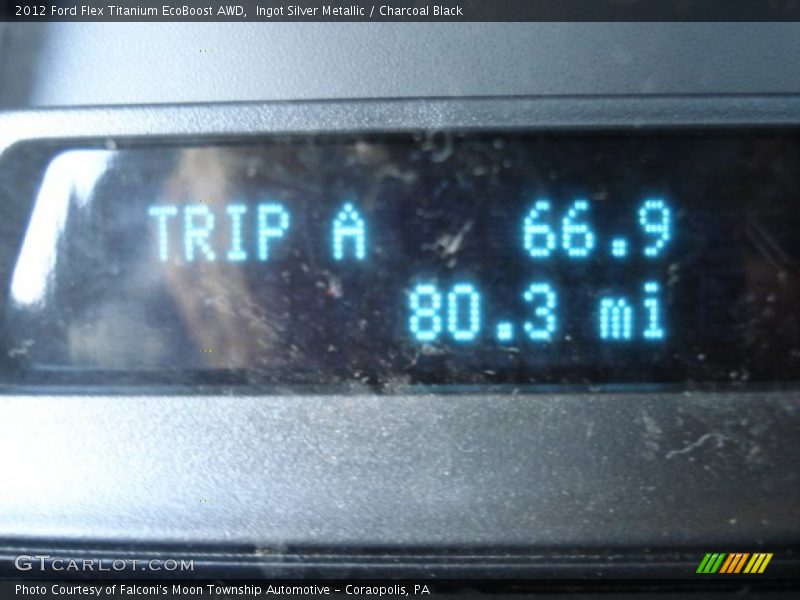 2012 Ford Flex Titanium EcoBoost AWD,  Ingot Silver Metallic / Charcoal Black
TRIP A 66.9
80.3 mi
GTCARLOT.COM
Photo Courtesy of Falconi's Moon Township Automotive - Coraopolis, PA